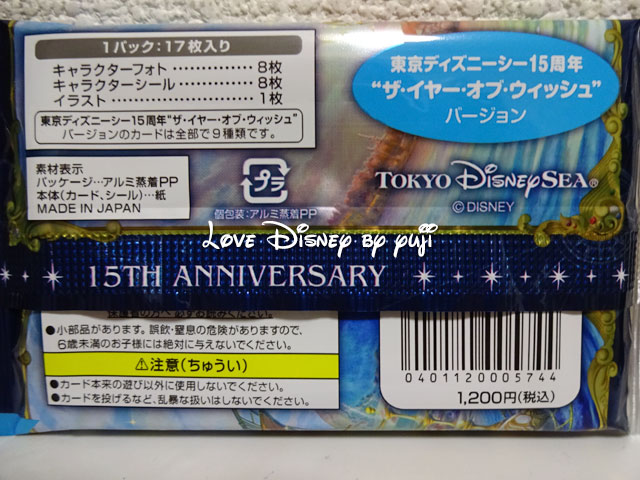 1パック:17枚入り
キャラクターフォト……………8枚
キャラクターシール……………8枚
イラスト……………………1枚
東京ディズニーシー15周年“ザ・イヤー・オブ・ウィッシュ”
バージョンのカードは全部で9種類です。
東京ディズニーシー15周年
“ザ・イヤー・オブ・ウィッシュ”
バージョン
素材表示
パッケージ…アルミ蒸着PP
本体(カード、シール)…紙
MADE IN JAPAN
プラ
個包装:アルミ蒸着PP
TOKYO DISNEYSEA®
©DISNEY
Love Disney by yuji
15TH ANNIVERSARY
●小部品があります。誤飲・窒息の危険がありますので、
6歳未満のお子様には絶対に与えないでください。
⚠注意(ちゅうい)
●カード本来の遊び以外に使用しないでください。
●カードを投げるなど、乱暴な扱いはしないでください。
0401120005744
1,200円(税込)